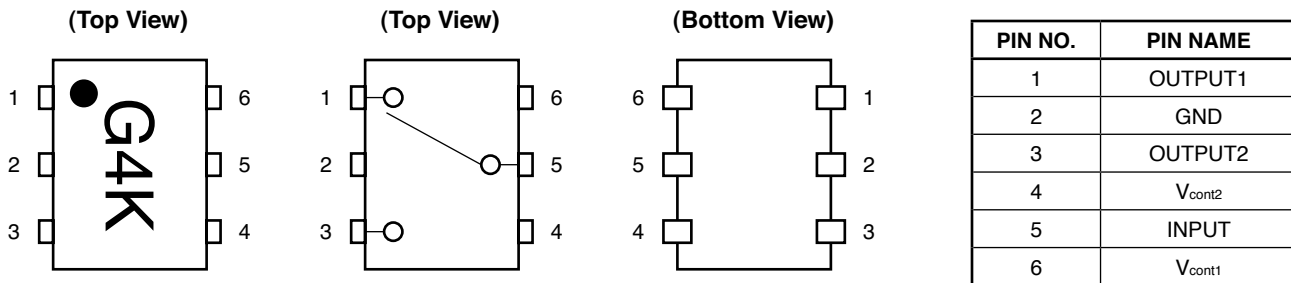 (Top View)
1 6
2 5
3 4
G4K
(Top View)
1 6
2 5
3 4
(Bottom View)
6 1
5 2
4 3
PIN NO. PIN NAME
1 OUTPUT1
2 GND
3 OUTPUT2
4 Vcont2
5 INPUT
6 Vcont1